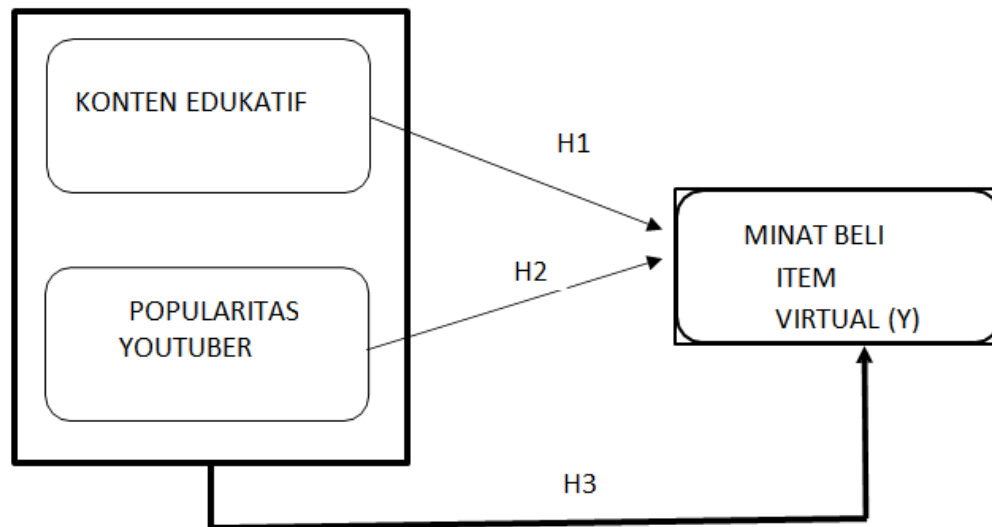 KONTEN EDUKATIF
H1
MINAT BELI
ITEM
VIRTUAL (Y)
H2
POPULARITAS
YOUTUBER
H3